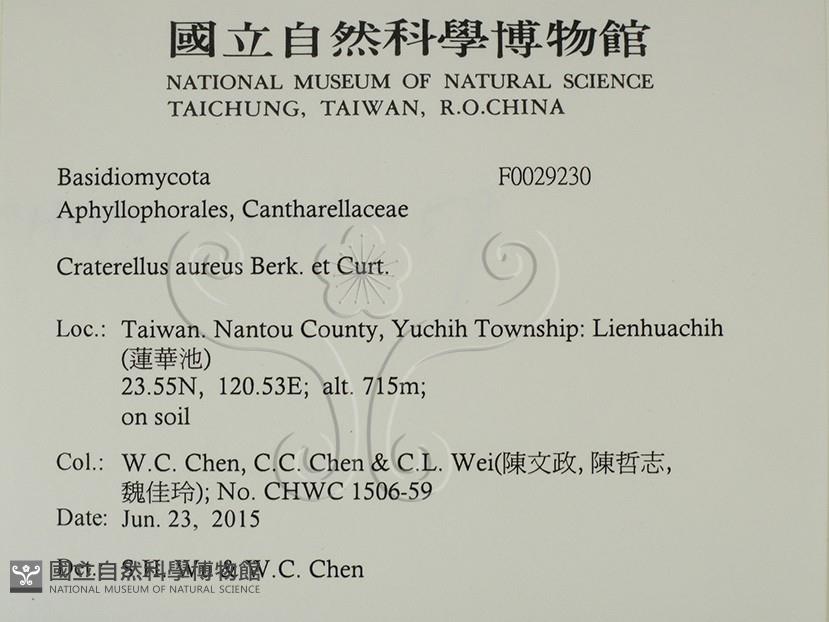 國立自然科學博物館
NATIONAL MUSEUM OF NATURAL SCIENCE
TAICHUNG, TAIWAN, R.O.CHINA
Basidiomycota F0029230
Aphyllophorales, Cantharellaceae
Craterellus aureus Berk. et Curt.
Loc.: Taiwan. Nantou County, Yuchih Township: Lienhuachih
(蓮華池)
23.55N, 120.53E; alt. 715m;
on soil
Col.: W.C. Chen, C.C. Chen & C.L. Wei(陳文政, 陳哲志,
魏佳玲); No. CHWC 1506-59
Date: Jun. 23, 2015
Det.: S.H. Wu & W.C. Chen
國立自然科學博物館
NATIONAL MUSEUM OF NATURAL SCIENCE